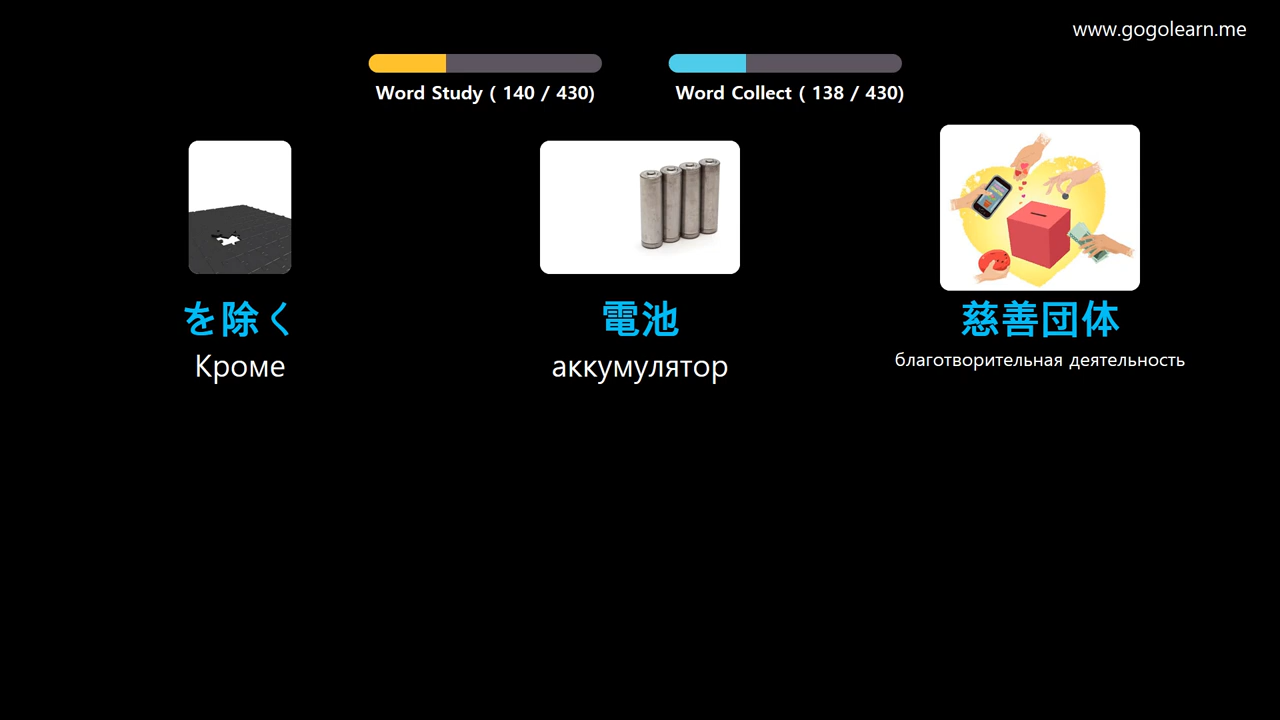 www.gogolearn.me
Word Study ( 140 / 430)
Word Collect ( 138 / 430)
を除く
Кроме
電池
аккумулятор
慈善団体
благотворительная деятельность